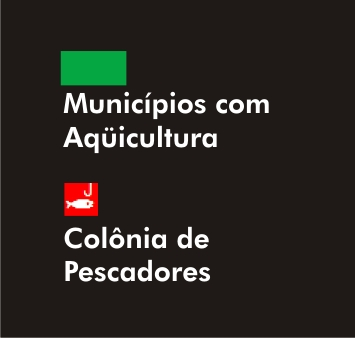 Municípios com
Aqüicultura
Colônia de
Pescadores